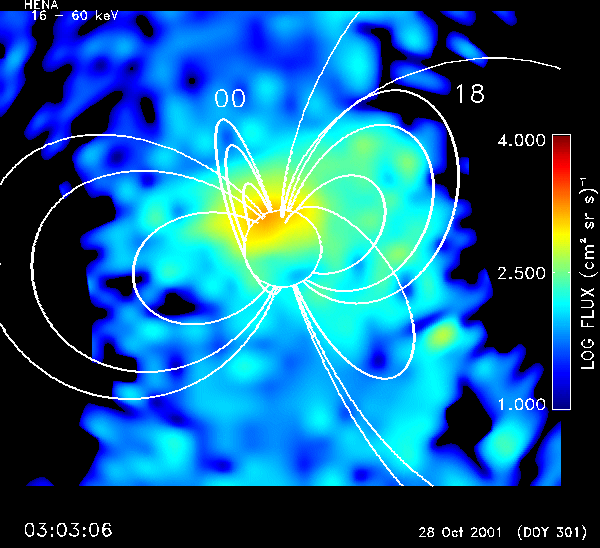 HENA
16 - 60 keV
00
18
4.000
2.500
1.000
LOG FLUX (cm² sr s)⁻¹
03:03:06
28 Oct 2001 (DOY 301)